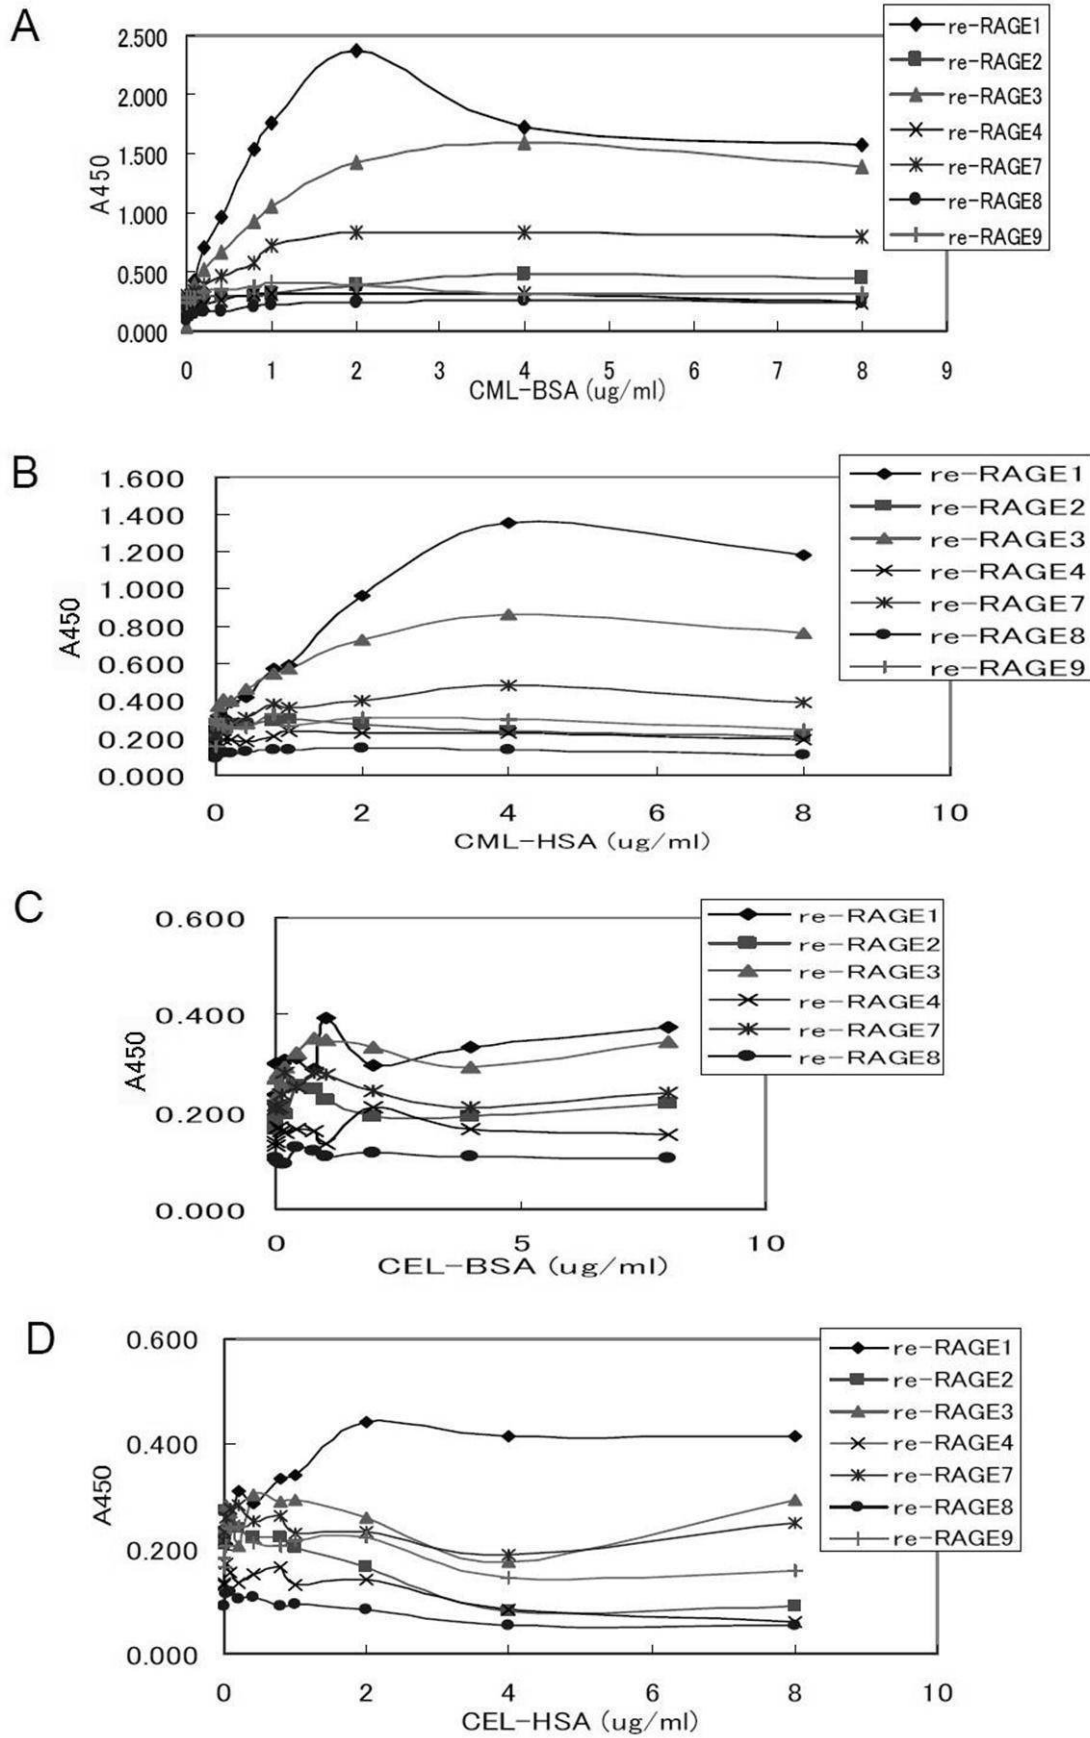 A
2.500
2.000
1.500
1.000
0.500
0.000
A450
0 1 2 3 4 5 6 7 8 9
CML-BSA (ug/ml)
re-RAGE1
re-RAGE2
re-RAGE3
re-RAGE4
re-RAGE7
re-RAGE8
re-RAGE9
B
1.600
1.400
1.200
1.000
0.800
0.600
0.400
0.200
0.000
A450
0 2 4 6 8 10
CML-HSA (ug/ml)
re-RAGE1
re-RAGE2
re-RAGE3
re-RAGE4
re-RAGE7
re-RAGE8
re-RAGE9
C
0.600
0.400
0.200
0.000
A450
0 5 10
CEL-BSA (ug/ml)
re-RAGE1
re-RAGE2
re-RAGE3
re-RAGE4
re-RAGE7
re-RAGE8
D
0.600
0.400
0.200
0.000
A450
0 2 4 6 8 10
CEL-HSA (ug/ml)
re-RAGE1
re-RAGE2
re-RAGE3
re-RAGE4
re-RAGE7
re-RAGE8
re-RAGE9